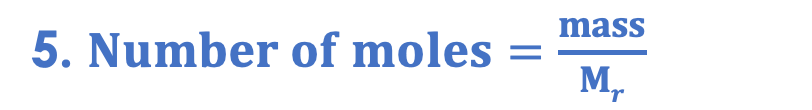 5. Number of moles = mass / Mᵣ